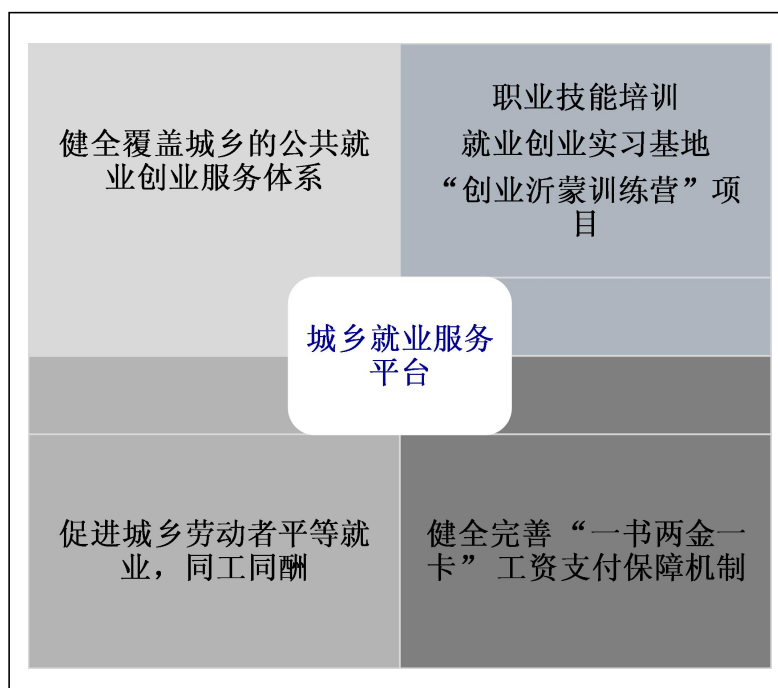 健全覆盖城乡的公共就
业创业服务体系
职业技能培训
就业创业实习基地
“创业沂蒙训练营”项
目
城乡就业服务
平台
促进城乡劳动者平等就
业，同工同酬
健全完善“一书两金一
卡”工资支付保障机制